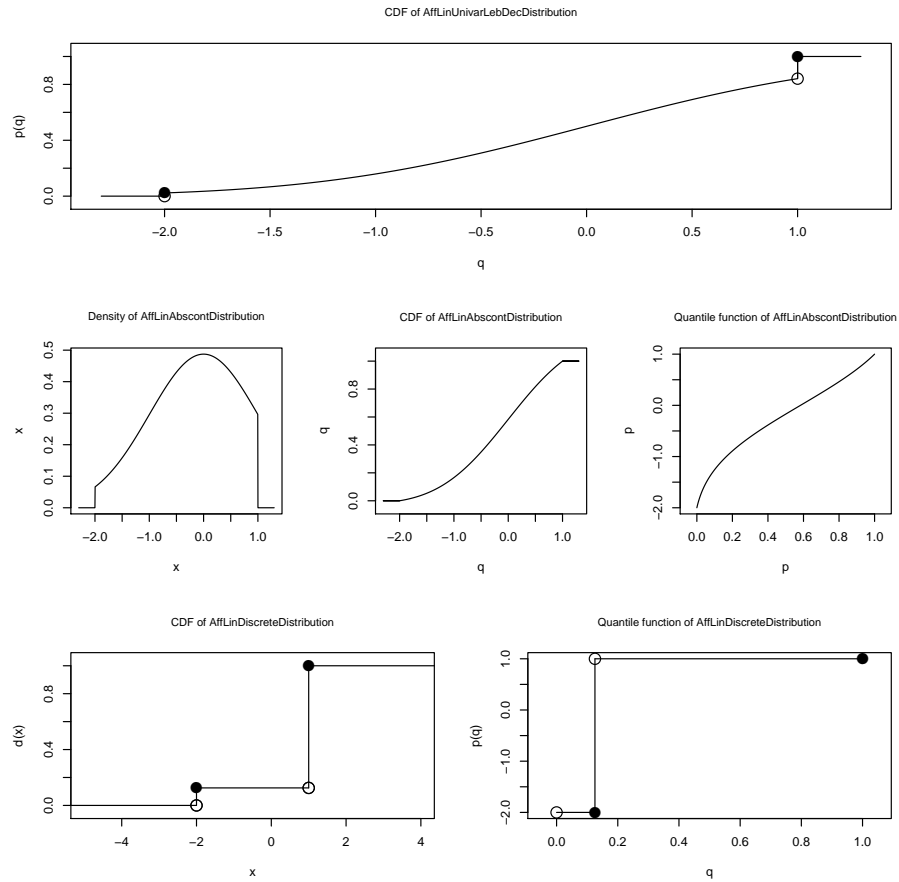 CDF of AffLinUnivarLebDecDistribution
p(q)
0.0 0.4 0.8
−2.0 −1.5 −1.0 −0.5 0.0 0.5 1.0
q
Density of AffLinAbscontDistribution
x
0.0 0.1 0.2 0.3 0.4 0.5
−2.0 −1.0 0.0 1.0
x
CDF of AffLinAbscontDistribution
q
0.0 0.4 0.8
−2.0 −1.0 0.0 1.0
q
Quantile function of AffLinAbscontDistribution
p
−2.0 −1.0 0.0 1.0
0.0 0.2 0.4 0.6 0.8 1.0
p
CDF of AffLinDiscreteDistribution
d(x)
0.0 0.4 0.8
−4 −2 0 2 4
x
Quantile function of AffLinDiscreteDistribution
p(q)
−2.0 −1.0 0.0 1.0
0.0 0.2 0.4 0.6 0.8 1.0
q